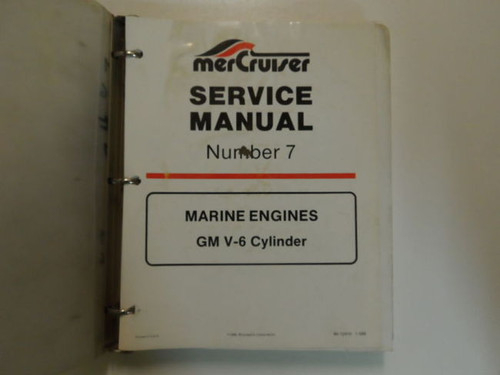 merCruiser
SERVICE
MANUAL
Number 7
MARINE ENGINES
GM V-6 Cylinder